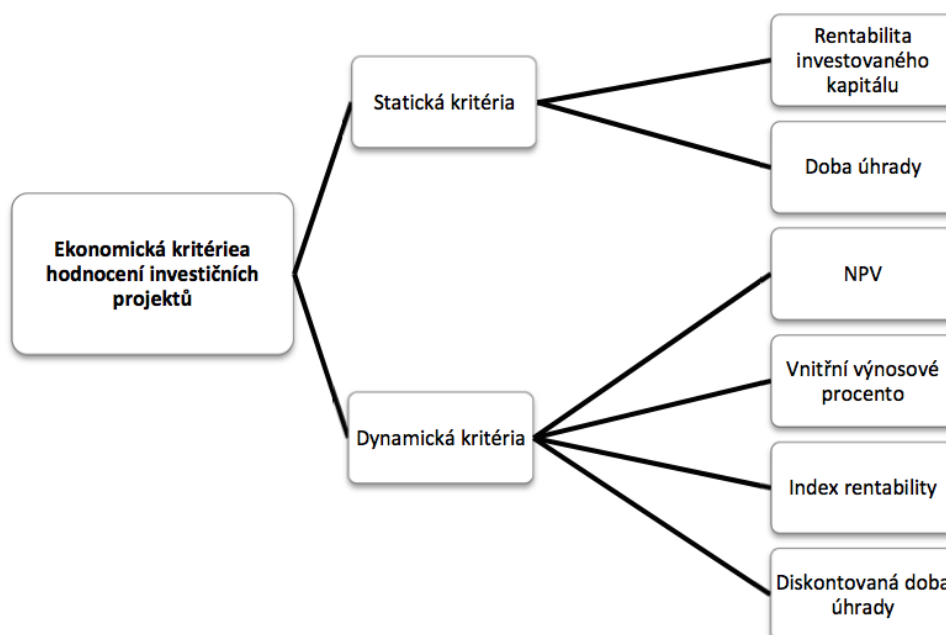 Ekonomická kritériea
hodnocení investičních
projektů
Statická kritéria
Rentabilita
investovaného
kapitálu
Doba úhrady
Dynamická kritéria
NPV
Vnitřní výnosové
procento
Index rentability
Diskontovaná doba
úhrady